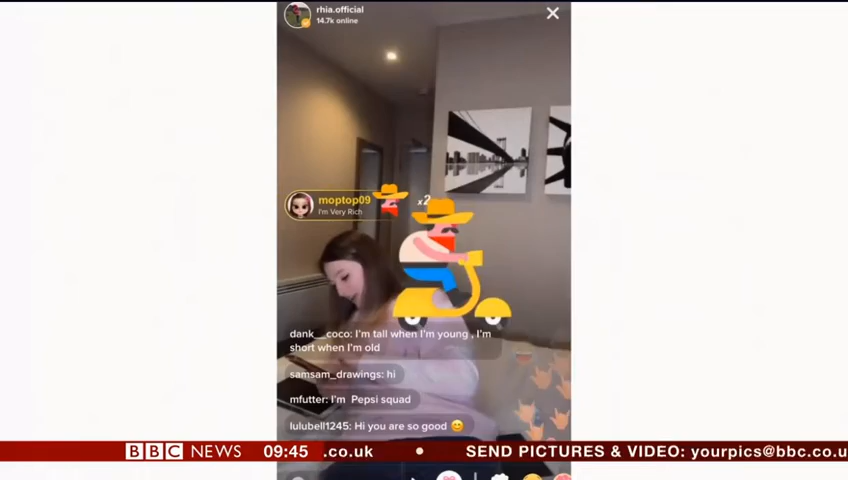 rhia.official
14.7k online
moptop09
I'm Very Rich
x2
dank__coco: I'm tall when I'm young , I'm
short when I'm old
samsam_drawings: hi
mfutter: I'm Pepsi squad
lulubell1245: Hi you are so good 😊
BBC NEWS 09:45 .co.uk • SEND PICTURES & VIDEO: yourpics@bbc.co.u